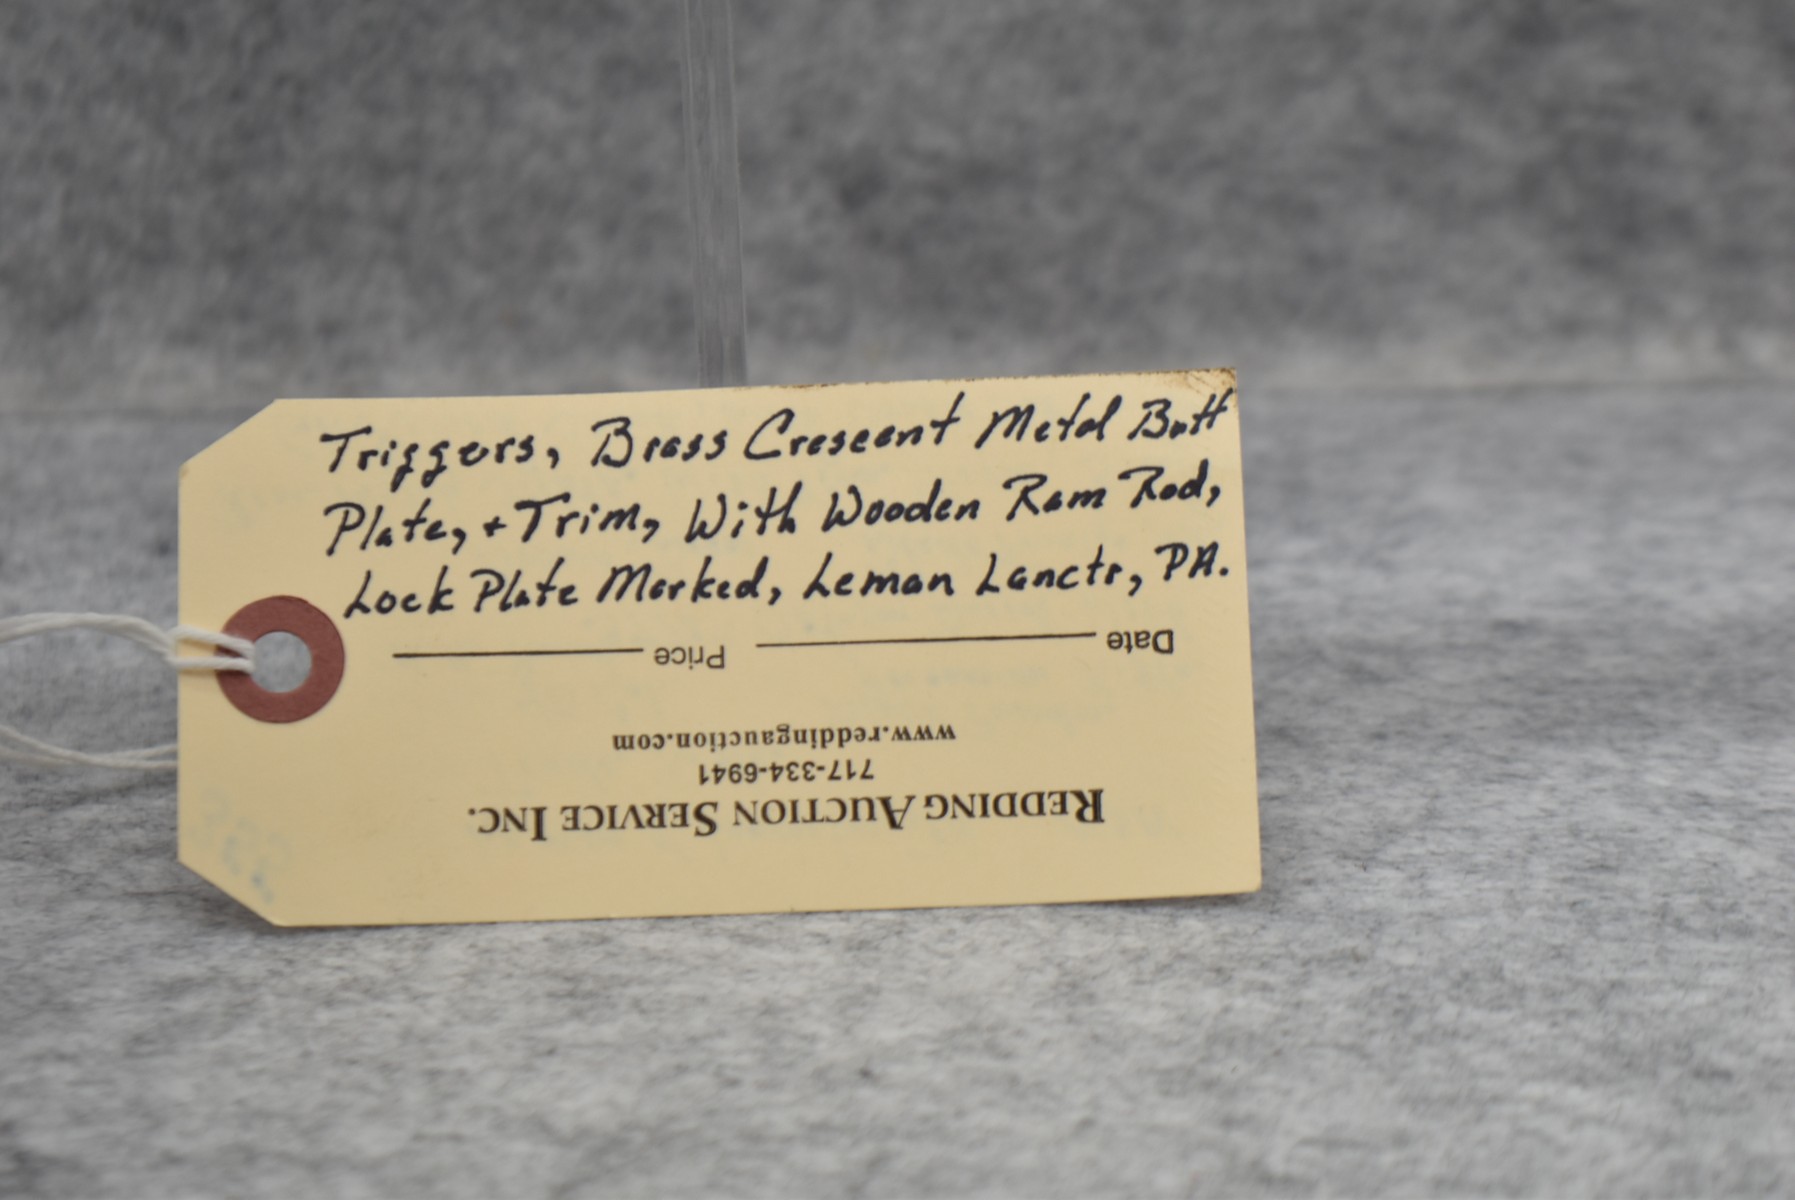 Triggers, Brass Crescent Metal Butt
Plate, + Trim, With Wooden Ram Rod,
Lock Plate Marked, Leman Lanctr, PA.
Date Price
www.reddingauction.com
717-334-6941
REDDING AUCTION SERVICE INC.